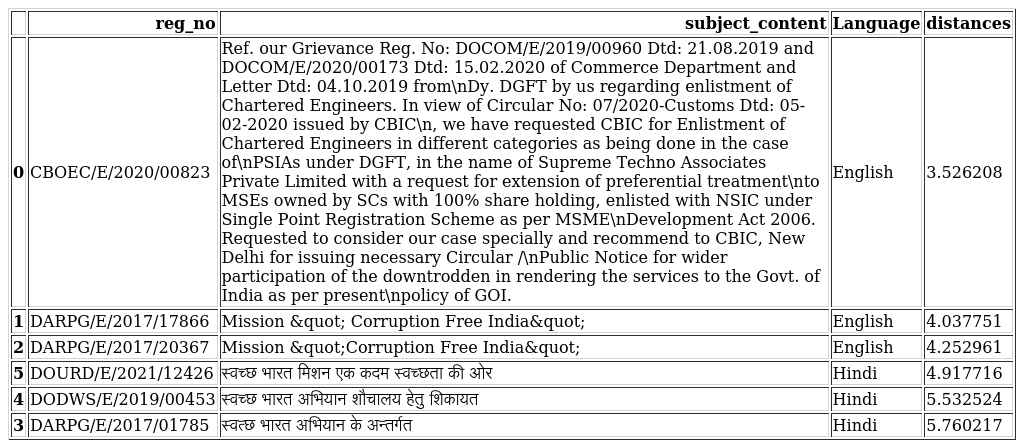 reg_no subject_content Language distances
Ref. our Grievance Reg. No: DOCOM/E/2019/00960 Dtd: 21.08.2019 and
DOCOM/E/2020/00173 Dtd: 15.02.2020 of Commerce Department and
Letter Dtd: 04.10.2019 from\nDy. DGFT by us regarding enlistment of
Chartered Engineers. In view of Circular No: 07/2020-Customs Dtd: 05-
02-2020 issued by CBIC\n, we have requested CBIC for Enlistment of
Chartered Engineers in different categories as being done in the case
0 CBOEC/E/2020/00823 of\nPSIAs under DGFT, in the name of Supreme Techno Associates English 3.526208
Private Limited with a request for extension of preferential treatment\nto
MSEs owned by SCs with 100% share holding, enlisted with NSIC under
Single Point Registration Scheme as per MSME\nDevelopment Act 2006.
Requested to consider our case specially and recommend to CBIC, New
Delhi for issuing necessary Circular /\nPublic Notice for wider
participation of the downtrodden in rendering the services to the Govt. of
India as per present\npolicy of GOI.
1 DARPG/E/2017/17866 Mission &quot; Corruption Free India&quot; English 4.037751
2 DARPG/E/2017/20367 Mission &quot;Corruption Free India&quot; English 4.252961
5 DOURD/E/2021/12426 स्वच्छ भारत मिशन एक कदम स्वच्छता की ओर Hindi 4.917716
4 DODWS/E/2019/00453 स्वच्छ भारत अभियान शौचालय हेतु शिकायत Hindi 5.532524
3 DARPG/E/2017/01785 स्वत्छ भारत अभियान के अन्तर्गत Hindi 5.760217